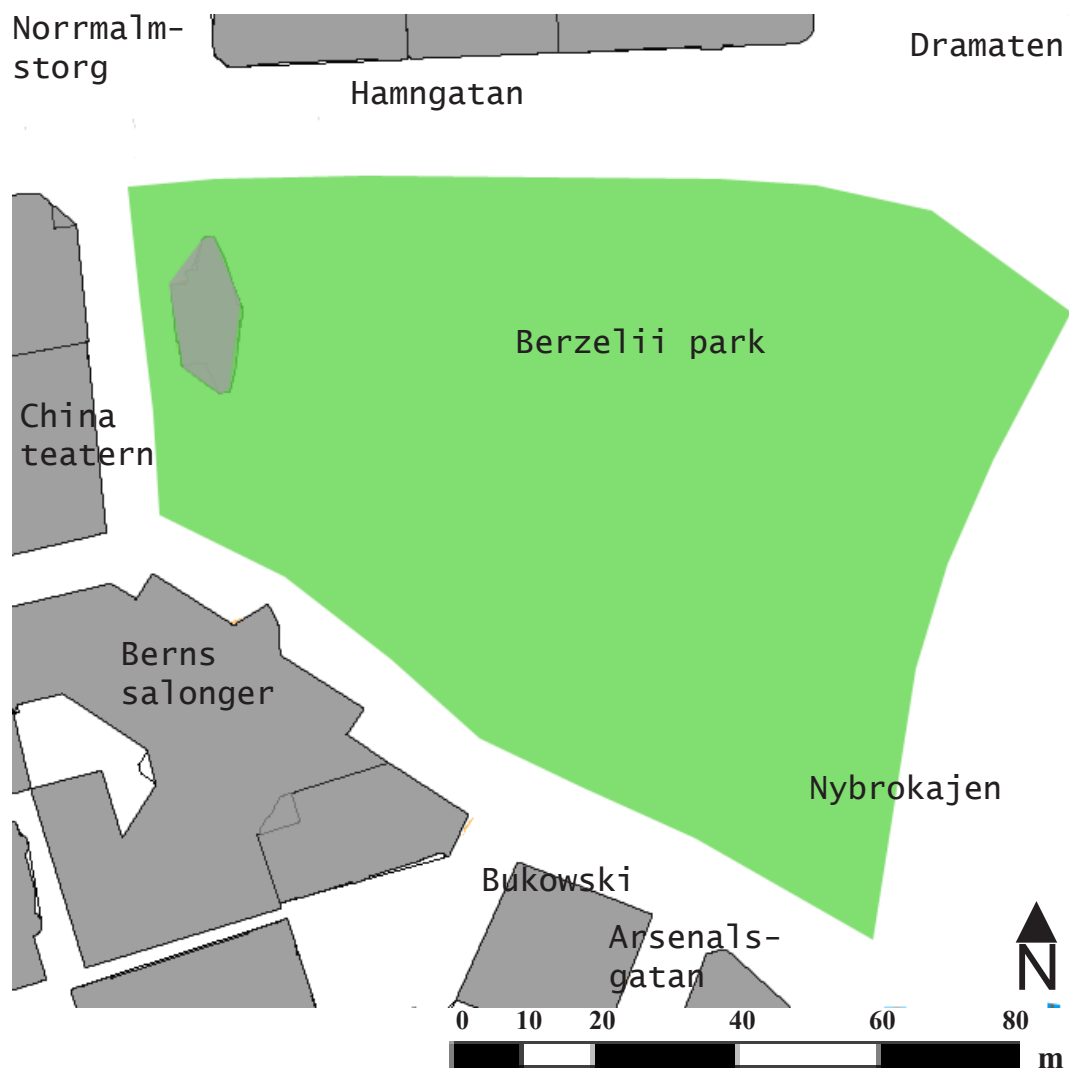 Norrmalm-
storg
Dramaten
Hamngatan
Berzelii park
China
teatern
Berns
salonger
Nybrokajen
Bukowski
Arsenals-
gatan
N
0 10 20 40 60 80
m